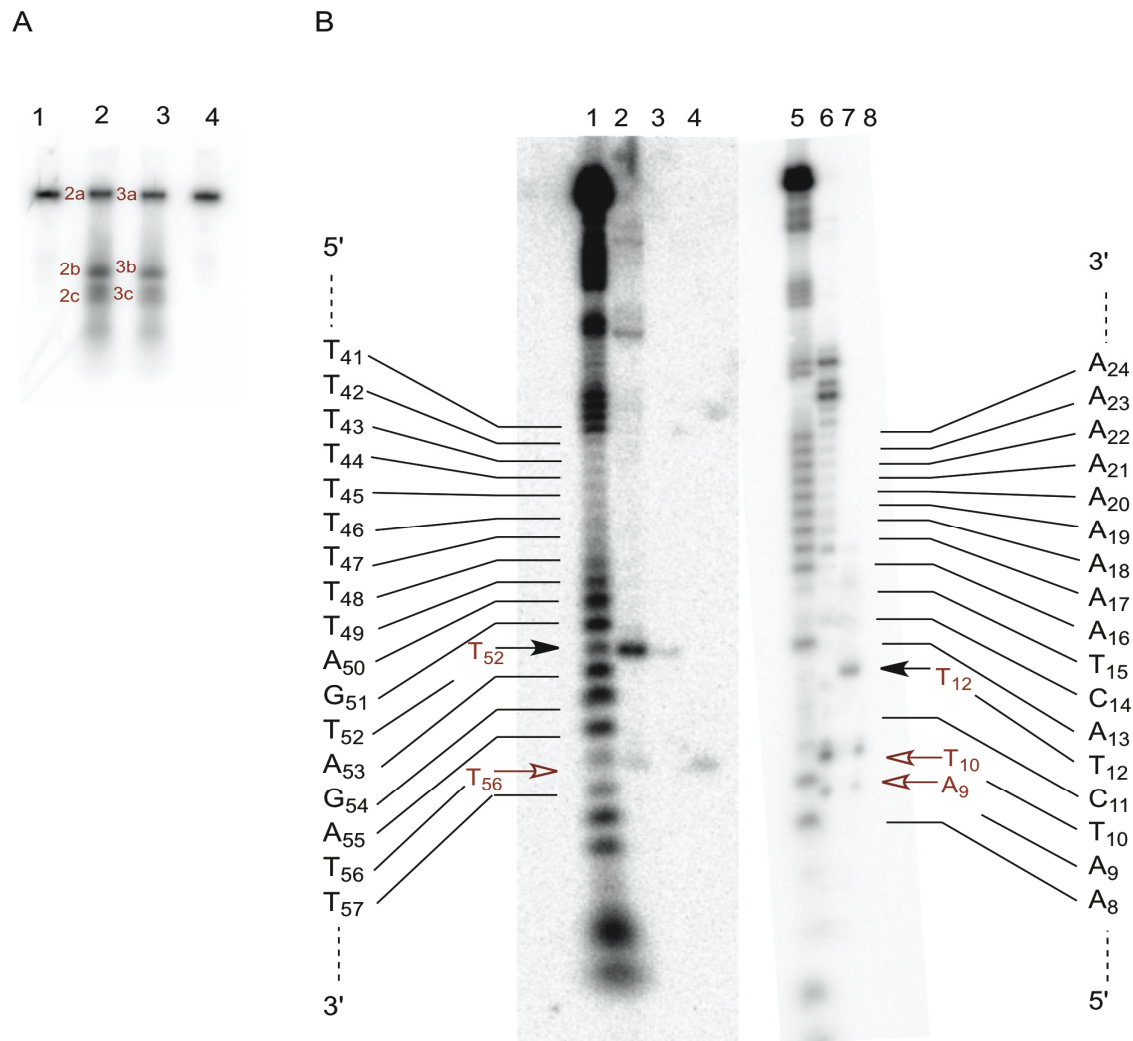 A
B
1 2 3 4
2a 3a
2b 3b
2c 3c
1 2 3 4
5 6 7 8
5'
T41
T42
T43
T44
T45
T46
T47
T48
T49
A50
G51
T52
A53
G54
A55
T56
T57
3'
T52
T56
T12
T10
A9
3'
A24
A23
A22
A21
A20
A19
A18
A17
A16
T15
C14
A13
T12
C11
T10
A9
A8
5'